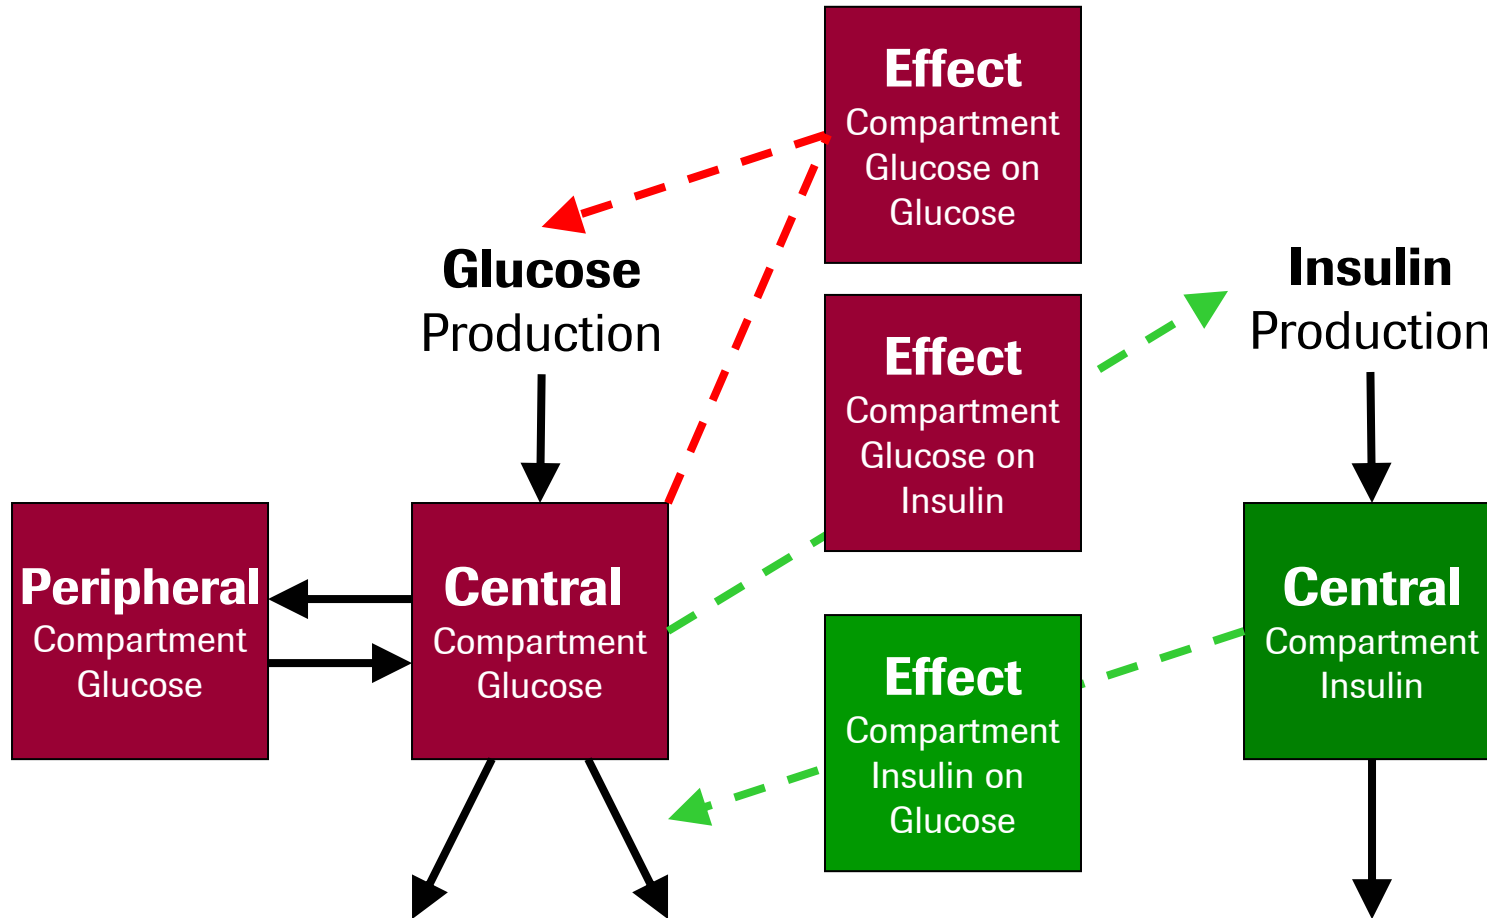 Effect
Compartment
Glucose on
Glucose
Glucose
Production
Insulin
Production
Effect
Compartment
Glucose on
Insulin
Peripheral
Compartment
Glucose
Central
Compartment
Glucose
Effect
Compartment
Insulin on
Glucose
Central
Compartment
Insulin